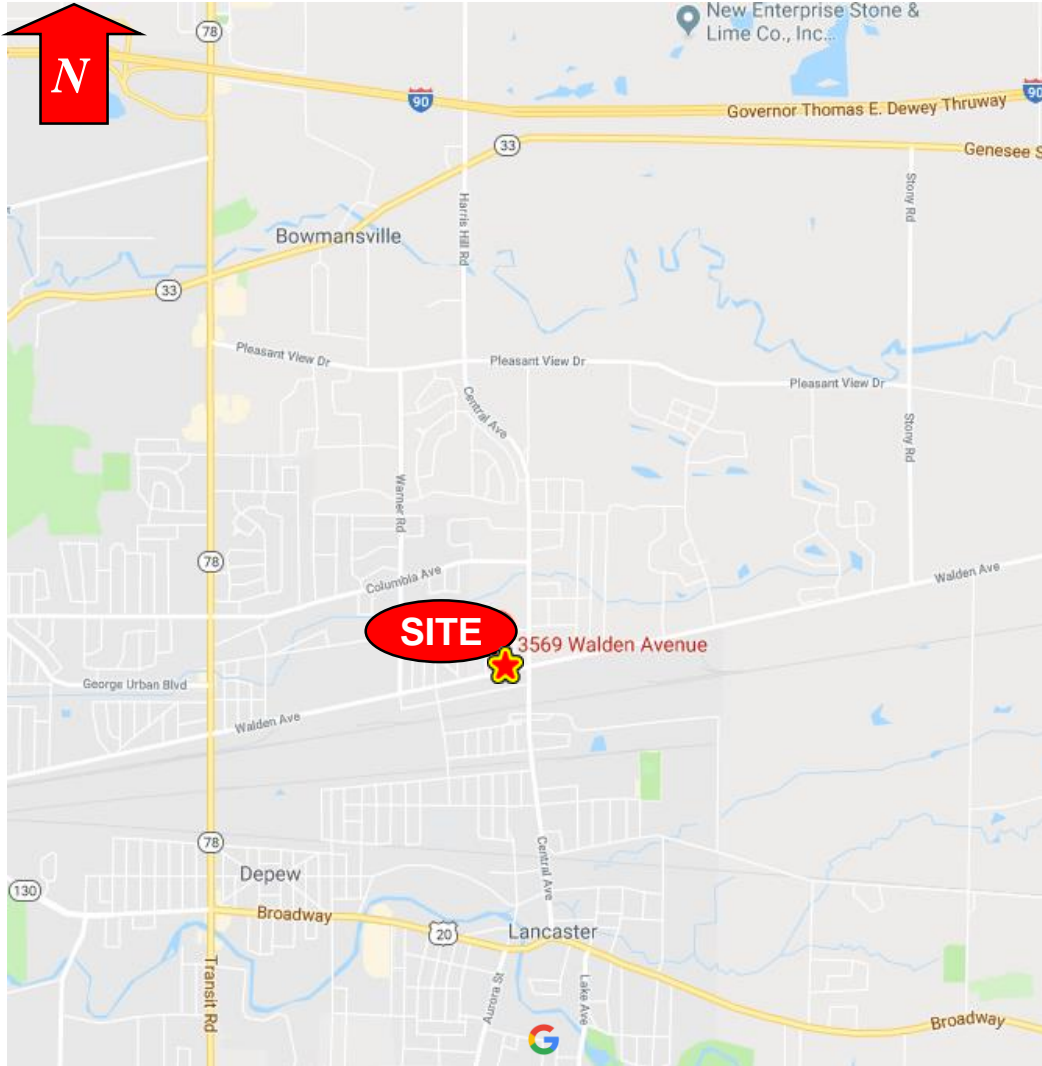 N
78
New Enterprise Stone &
Lime Co., Inc...
90
90
Governor Thomas E. Dewey Thruway
33
Genesee S
Stony Rd
Harris Hill Rd
Bowmansville
33
Pleasant View Dr
Pleasant View Dr
Pleasant View Dr
Central Ave
Stony Rd
Warner Rd
78
Walden Ave
Columbia Ave
SITE
3569 Walden Avenue
George Urban Blvd
Walden Ave
78
Central Ave
Depew
130
Broadway
20
Lancaster
Transit Rd
Aurora St
Lake Ave
Broadway
G